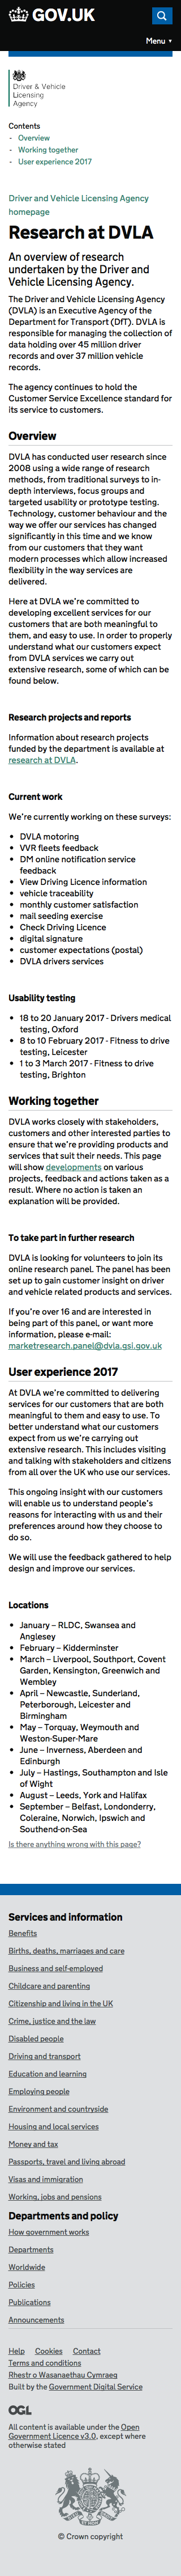 GOV.UK
Menu ▼
Driver & Vehicle
Licensing
Agency
Contents
- Overview
- Working together
- User experience 2017
Driver and Vehicle Licensing Agency
homepage
Research at DVLA
An overview of research
undertaken by the Driver and
Vehicle Licensing Agency.
The Driver and Vehicle Licensing Agency
(DVLA) is an Executive Agency of the
Department for Transport (DfT). DVLA is
responsible for managing the collection of
data holding over 45 million driver
records and over 37 million vehicle
records.
The agency continues to hold the
Customer Service Excellence standard for
its service to customers.
Overview
DVLA has conducted user research since
2008 using a wide range of research
methods, from traditional surveys to in-
depth interviews, focus groups and
targeted usability or prototype testing.
Technology, customer behaviour and the
way we offer our services has changed
significantly in this time and we know
from our customers that they want
modern processes which allow increased
flexibility in the way services are
delivered.
Here at DVLA we're committed to
developing excellent services for our
customers that are both meaningful to
them, and easy to use. In order to properly
understand what our customers expect
from DVLA services we carry out
extensive research, some of which can be
found below.
Research projects and reports
Information about research projects
funded by the department is available at
research at DVLA.
Current work
We're currently working on these surveys:
• DVLA motoring
• VVR fleets feedback
• DM online notification service
feedback
• View Driving Licence information
• vehicle traceability
• monthly customer satisfaction
• mail seeding exercise
• Check Driving Licence
• digital signature
• customer expectations (postal)
• DVLA drivers services
Usability testing
• 18 to 20 January 2017 - Drivers medical
testing, Oxford
• 8 to 10 February 2017 - Fitness to drive
testing, Leicester
• 1 to 3 March 2017 - Fitness to drive
testing, Brighton
Working together
DVLA works closely with stakeholders,
customers and other interested parties to
ensure that we're providing products and
services that suit their needs. This page
will show developments on various
projects, feedback and actions taken as a
result. Where no action is taken an
explanation will be provided.
To take part in further research
DVLA is looking for volunteers to join its
online research panel. The panel has been
set up to gain customer insight on driver
and vehicle related products and services.
If you're over 16 and are interested in
being part of this panel, or want more
information, please e-mail:
marketresearch.panel@dvla.gsi.gov.uk
User experience 2017
At DVLA we're committed to delivering
services for our customers that are both
meaningful to them and easy to use. To
better understand what our customers
expect from us we're carrying out
extensive research. This includes visiting
and talking with stakeholders and citizens
from all over the UK who use our services.
This ongoing insight with our customers
will enable us to understand people's
reasons for interacting with us and their
preferences around how they choose to
do so.
We will use the feedback gathered to help
design and improve our services.
Locations
• January – RLDC, Swansea and
Anglesey
• February – Kidderminster
• March – Liverpool, Southport, Covent
Garden, Kensington, Greenwich and
Wembley
• April – Newcastle, Sunderland,
Peterborough, Leicester and
Birmingham
• May – Torquay, Weymouth and
Weston-Super-Mare
• June – Inverness, Aberdeen and
Edinburgh
• July – Hastings, Southampton and Isle
of Wight
• August – Leeds, York and Halifax
• September – Belfast, Londonderry,
Coleraine, Norwich, Ipswich and
Southend-on-Sea
Is there anything wrong with this page?
Services and information
Benefits
Births, deaths, marriages and care
Business and self-employed
Childcare and parenting
Citizenship and living in the UK
Crime, justice and the law
Disabled people
Driving and transport
Education and learning
Employing people
Environment and countryside
Housing and local services
Money and tax
Passports, travel and living abroad
Visas and immigration
Working, jobs and pensions
Departments and policy
How government works
Departments
Worldwide
Policies
Publications
Announcements
Help Cookies Contact
Terms and conditions
Rhestr o Wasanaethau Cymraeg
Built by the Government Digital Service
OGL
All content is available under the Open
Government Licence v3.0, except where
otherwise stated
© Crown copyright